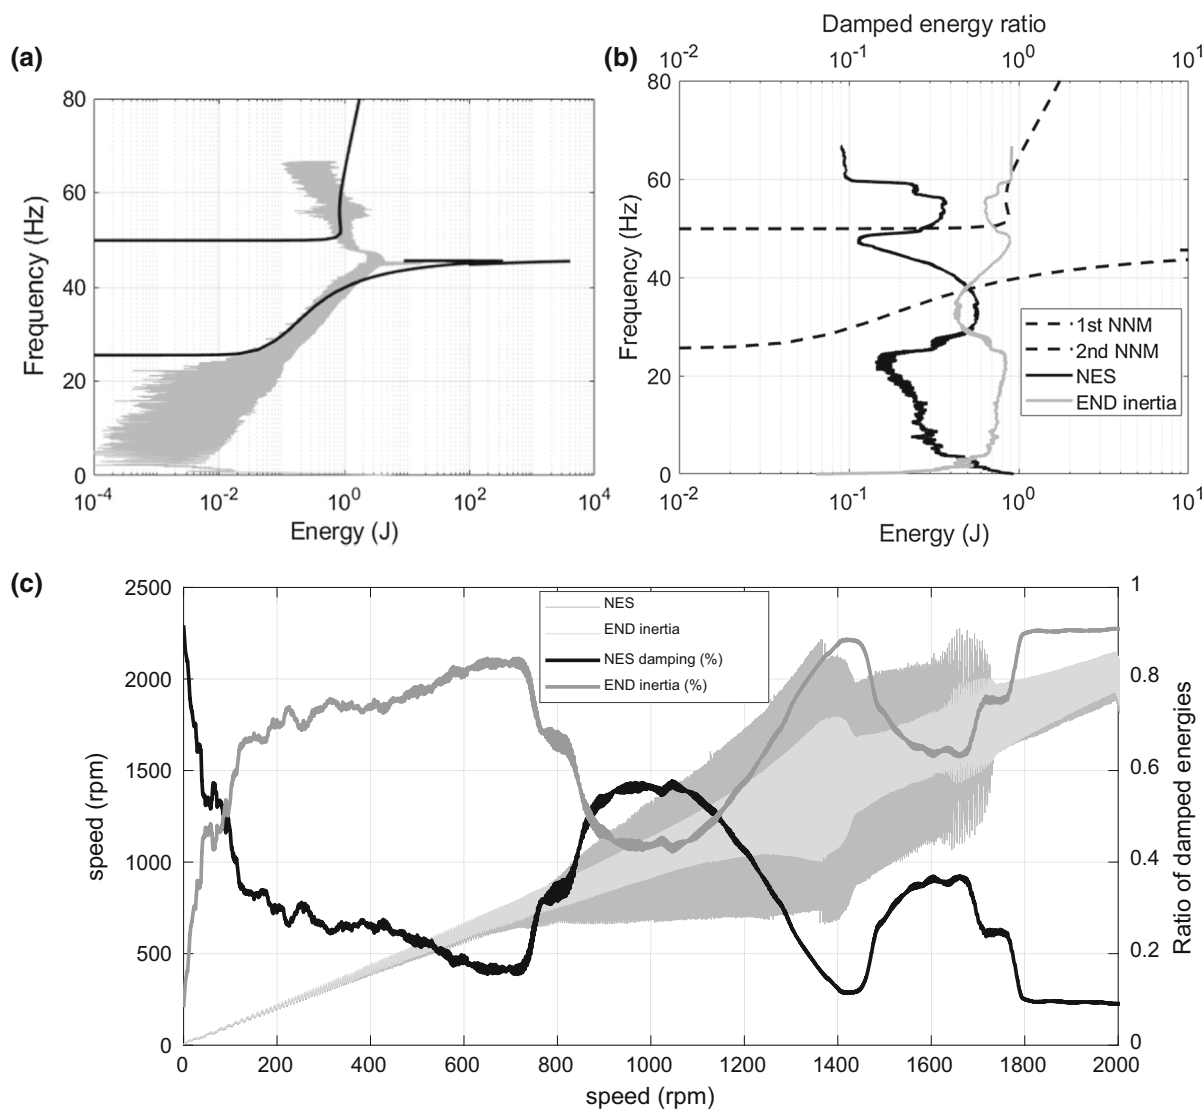 (a)
80
60
40
20
0
Frequency (Hz)
10^-4 10^-2 10^0 10^2 10^4
Energy (J)
(b)
Damped energy ratio
10^-2 10^-1 10^0 10^1
80
60
40
20
0
Frequency (Hz)
1st NNM
2nd NNM
NES
END inertia
10^-2 10^-1 10^0 10^1
Energy (J)
(c)
2500
2000
1500
1000
500
0
speed (rpm)
NES
END inertia
NES damping (%)
END inertia (%)
1
0.8
0.6
0.4
0.2
0
Ratio of damped energies
0 200 400 600 800 1000 1200 1400 1600 1800 2000
speed (rpm)